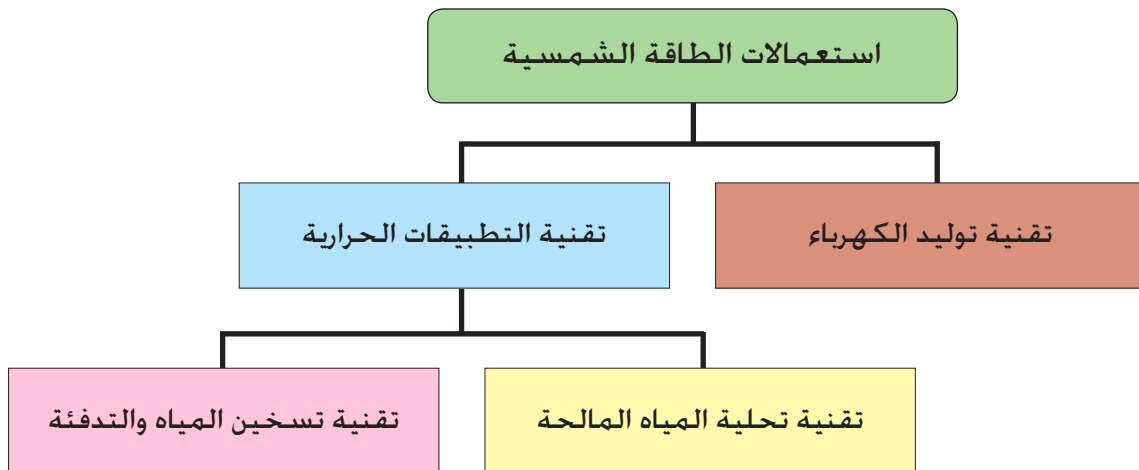 استعمالات الطاقة الشمسية
تقنية توليد الكهرباء
تقنية التطبيقات الحرارية
تقنية تحلية المياه المالحة
تقنية تسخين المياه والتدفئة